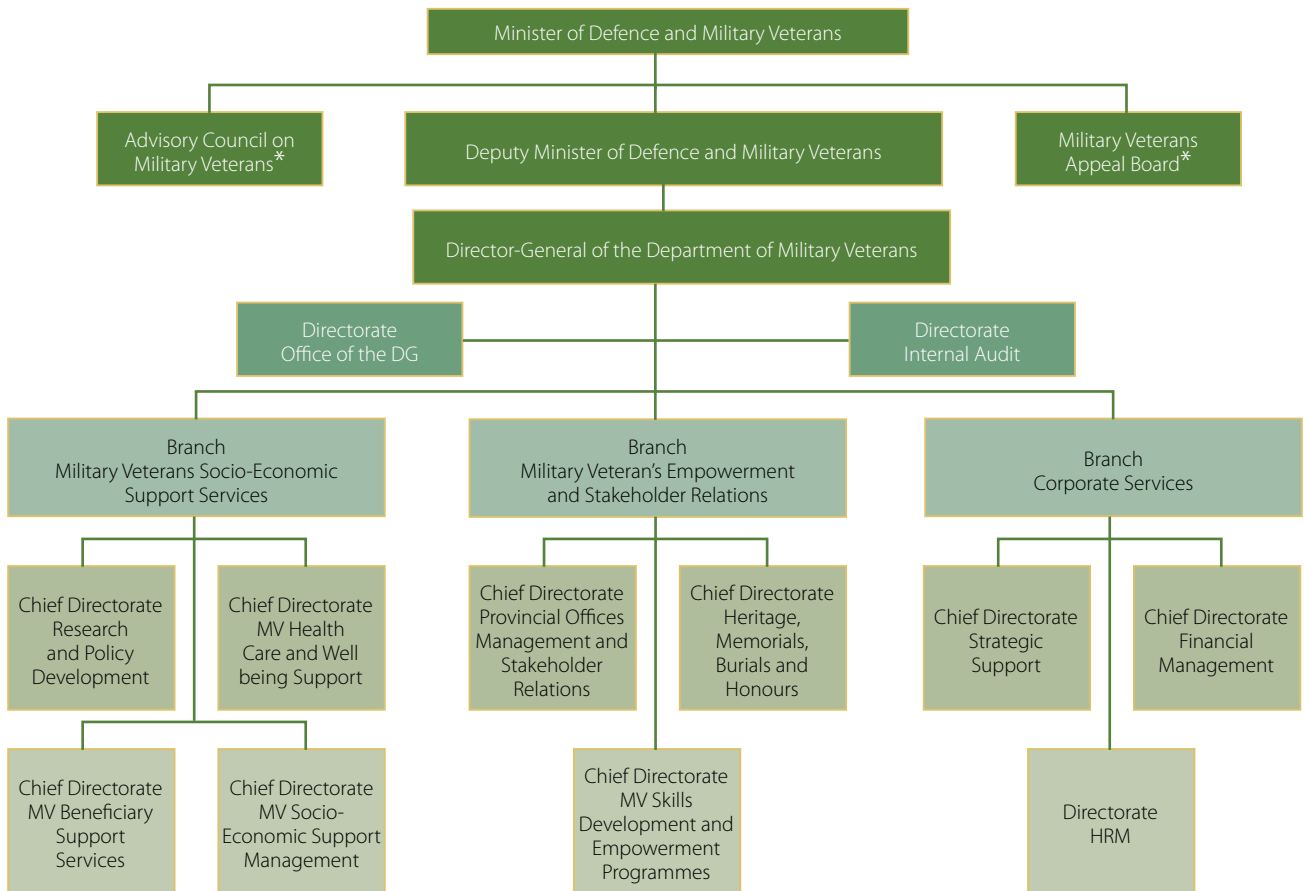 Minister of Defence and Military Veterans
Advisory Council on
Military Veterans*
Deputy Minister of Defence and Military Veterans
Military Veterans
Appeal Board*
Director-General of the Department of Military Veterans
Directorate
Office of the DG
Directorate
Internal Audit
Branch
Military Veterans Socio-Economic
Support Services
Branch
Military Veteran’s Empowerment
and Stakeholder Relations
Branch
Corporate Services
Chief Directorate
Research
and Policy
Development
Chief Directorate
MV Health
Care and Well
being Support
Chief Directorate
Provincial Offices
Management and
Stakeholder
Relations
Chief Directorate
Heritage,
Memorials,
Burials and
Honours
Chief Directorate
Strategic
Support
Chief Directorate
Financial
Management
Chief Directorate
MV Beneficiary
Support
Services
Chief Directorate
MV Socio-
Economic Support
Management
Chief Directorate
MV Skills
Development and
Empowerment
Programmes
Directorate
HRM